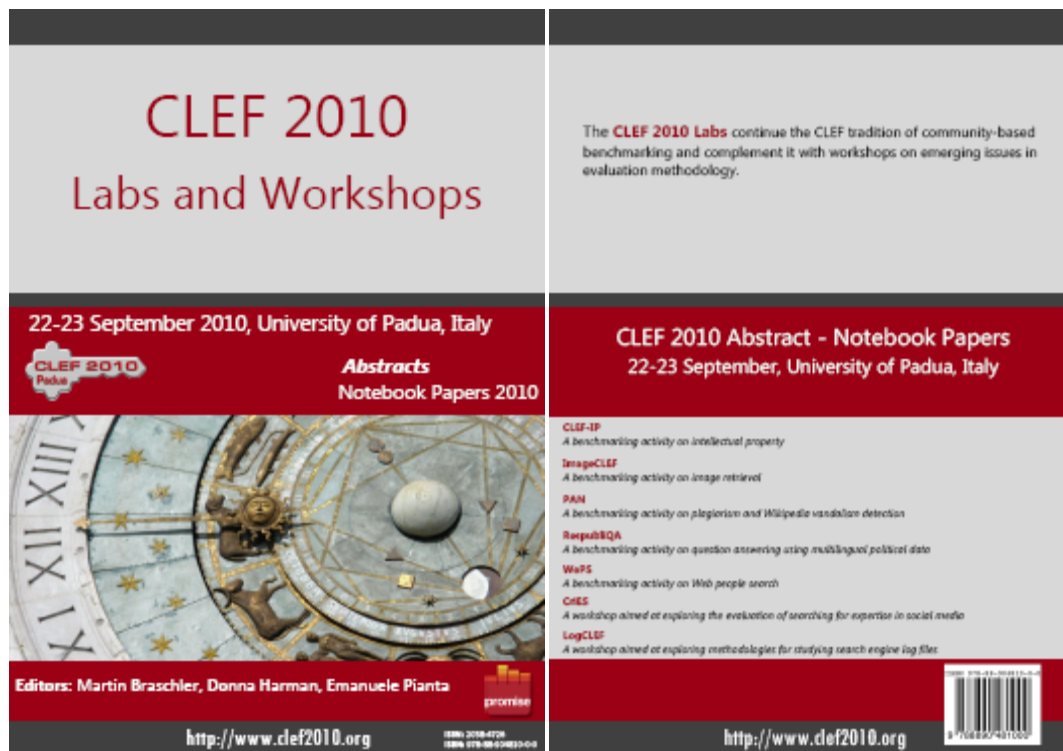 CLEF 2010
Labs and Workshops
22-23 September 2010, University of Padua, Italy
CLEF 2010
Padua
Abstracts
Notebook Papers 2010
XIII
XII
XI
X
Editors: Martin Braschler, Donna Harman, Emanuele Pianta
promise
http://www.clef2010.org
The CLEF 2010 Labs continue the CLEF tradition of community-based
benchmarking and complement it with workshops on emerging issues in
evaluation methodology.
CLEF 2010 Abstract - Notebook Papers
22-23 September, University of Padua, Italy
CLEF-IP
A benchmarking activity on intellectual property
ImageCLEF
A benchmarking activity on image retrieval
PAN
A benchmarking activity on plagiarism and Wikipedia vandalism detection
RespubliQA
A benchmarking activity on question answering using multilingual political data
WePS
A benchmarking activity on Web people search
CriES
A workshop aimed at exploring the evaluation of searching for expertise in social media
LogCLEF
A workshop aimed at exploring methodologies for studying search engine log files
http://www.clef2010.org